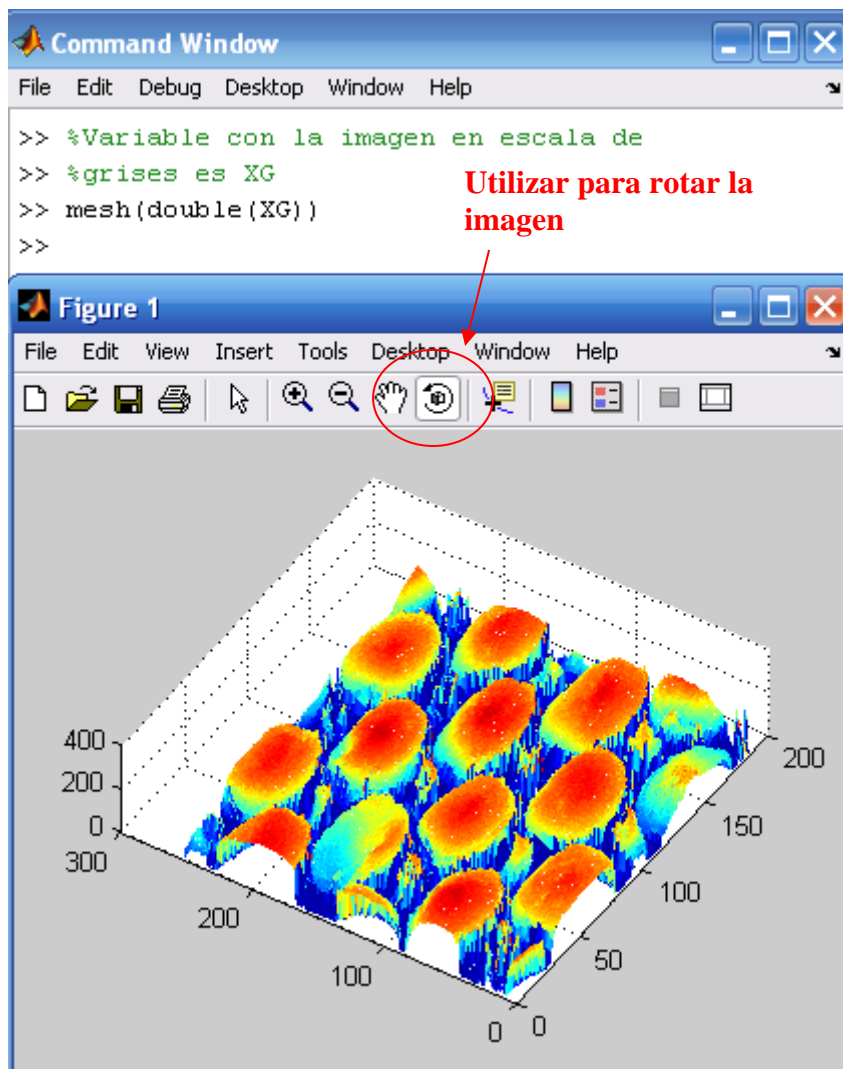 Command Window
File Edit Debug Desktop Window Help
>> %Variable con la imagen en escala de
>> %grises es XG
>> mesh(double(XG))
>>
Utilizar para rotar la
imagen
Figure 1
File Edit View Insert Tools Desktop Window Help
400
200
0
300
200
100
0
0
50
100
150
200